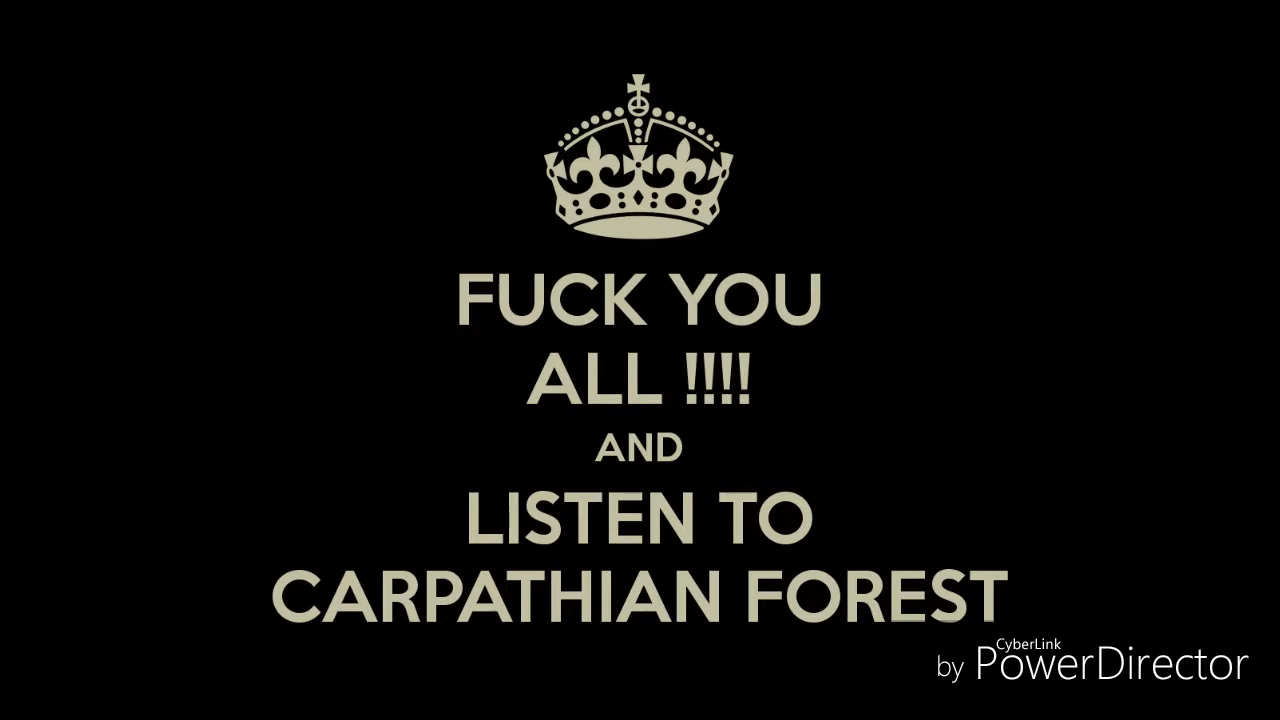 FUCK YOU
ALL !!!!
AND
LISTEN TO
CARPATHIAN FOREST
CyberLink
by PowerDirector